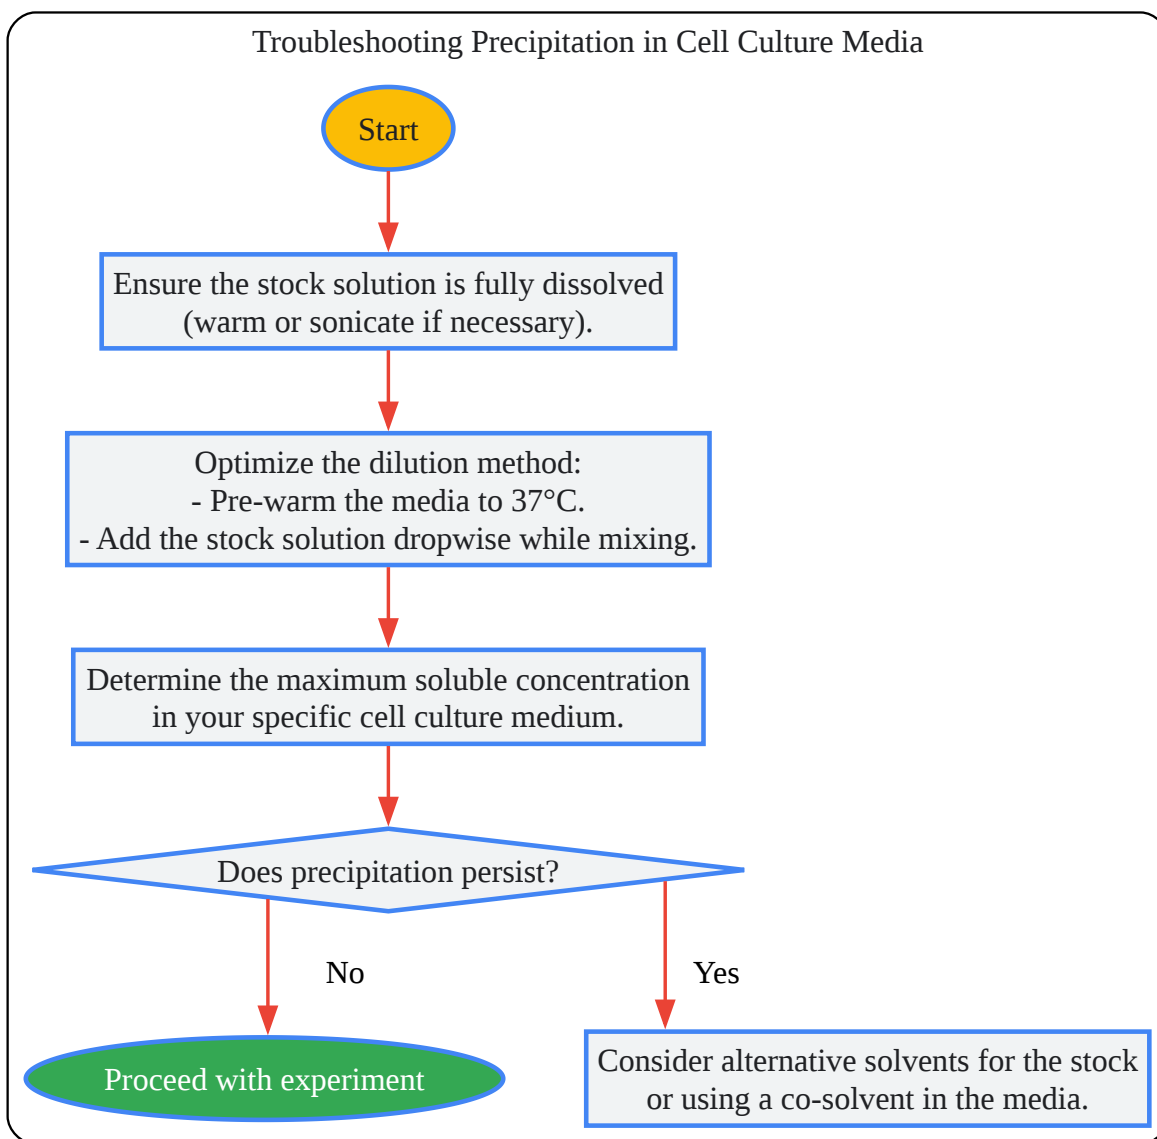 Troubleshooting Precipitation in Cell Culture Media
Start
Ensure the stock solution is fully dissolved
(warm or sonicate if necessary).
Optimize the dilution method:
- Pre-warm the media to 37°C.
- Add the stock solution dropwise while mixing.
Determine the maximum soluble concentration
in your specific cell culture medium.
Does precipitation persist?
No
Yes
Proceed with experiment
Consider alternative solvents for the stock
or using a co-solvent in the media.